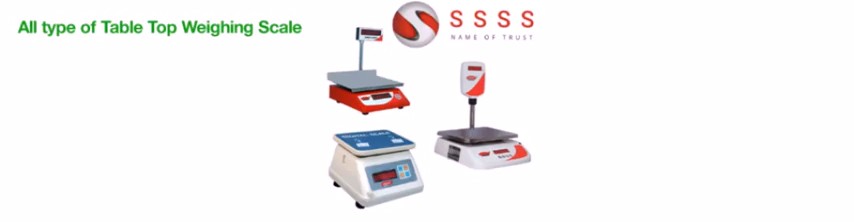 All type of Table Top Weighing Scale
SSSS
NAME OF TRUST